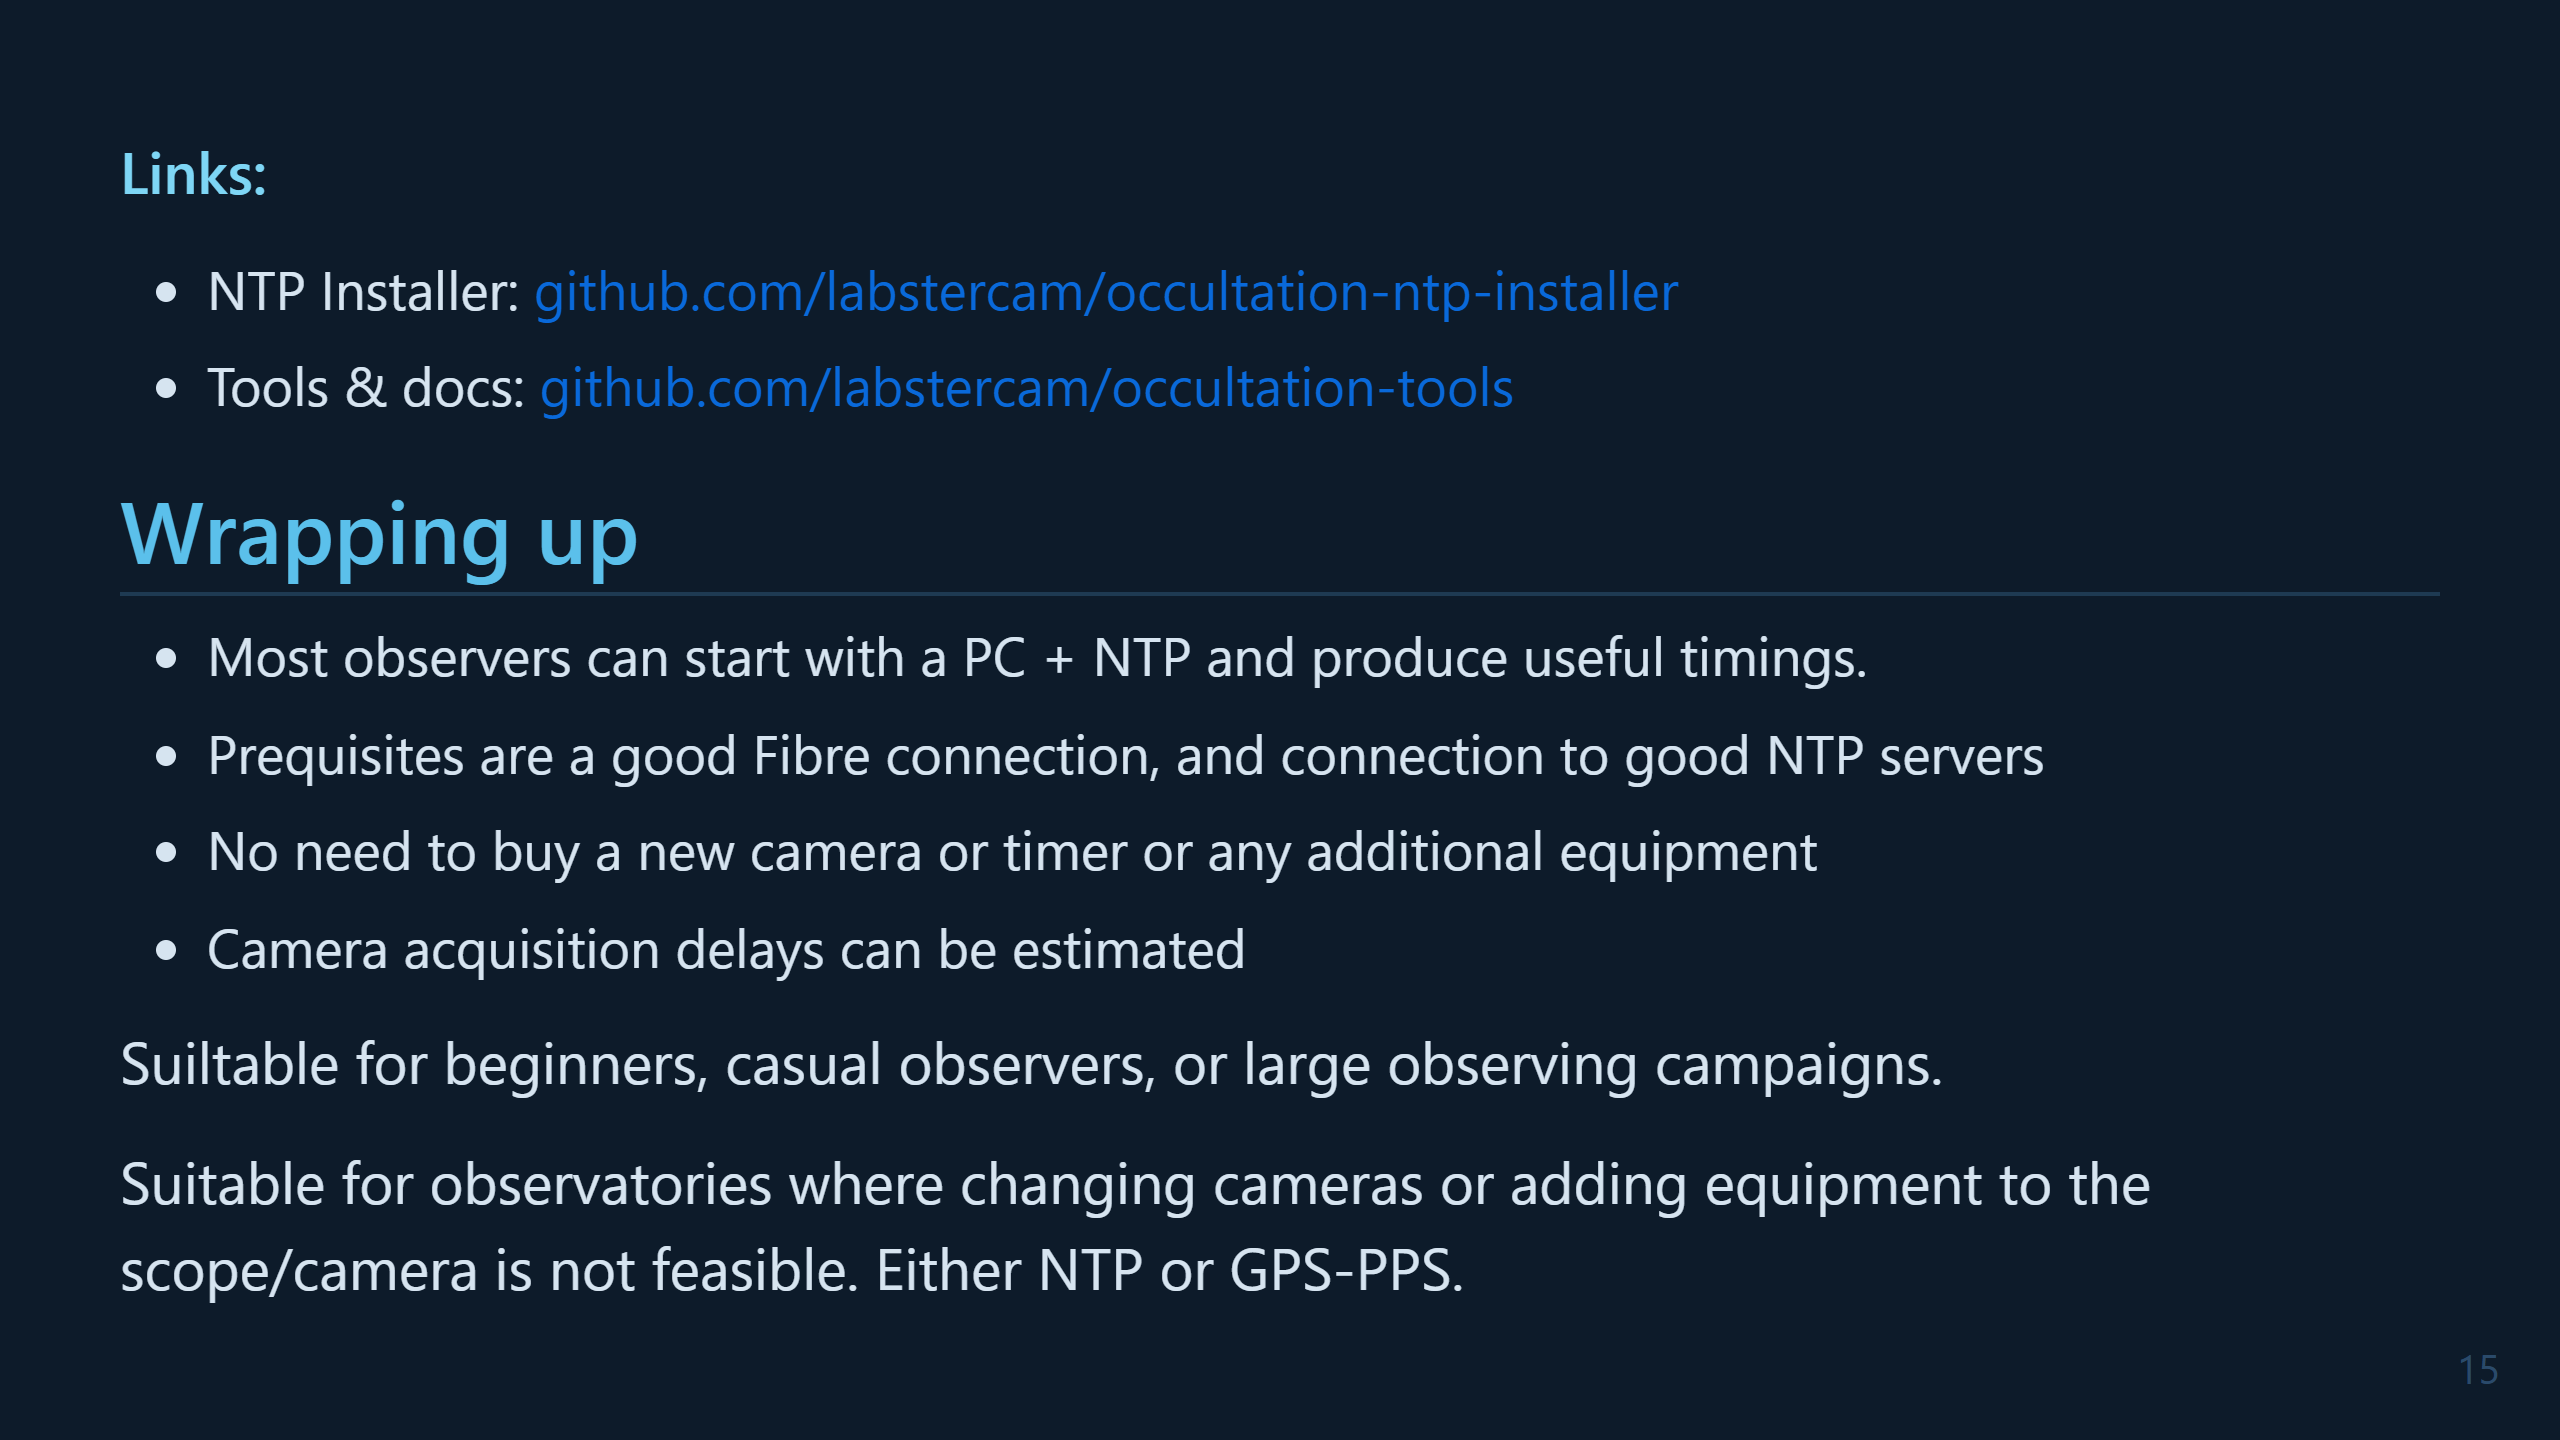 Links:
• NTP Installer: github.com/labstercam/occultation-ntp-installer
• Tools & docs: github.com/labstercam/occultation-tools
Wrapping up
• Most observers can start with a PC + NTP and produce useful timings.
• Prequisites are a good Fibre connection, and connection to good NTP servers
• No need to buy a new camera or timer or any additional equipment
• Camera acquisition delays can be estimated
Suiltable for beginners, casual observers, or large observing campaigns.
Suitable for observatories where changing cameras or adding equipment to the
scope/camera is not feasible. Either NTP or GPS-PPS.
15